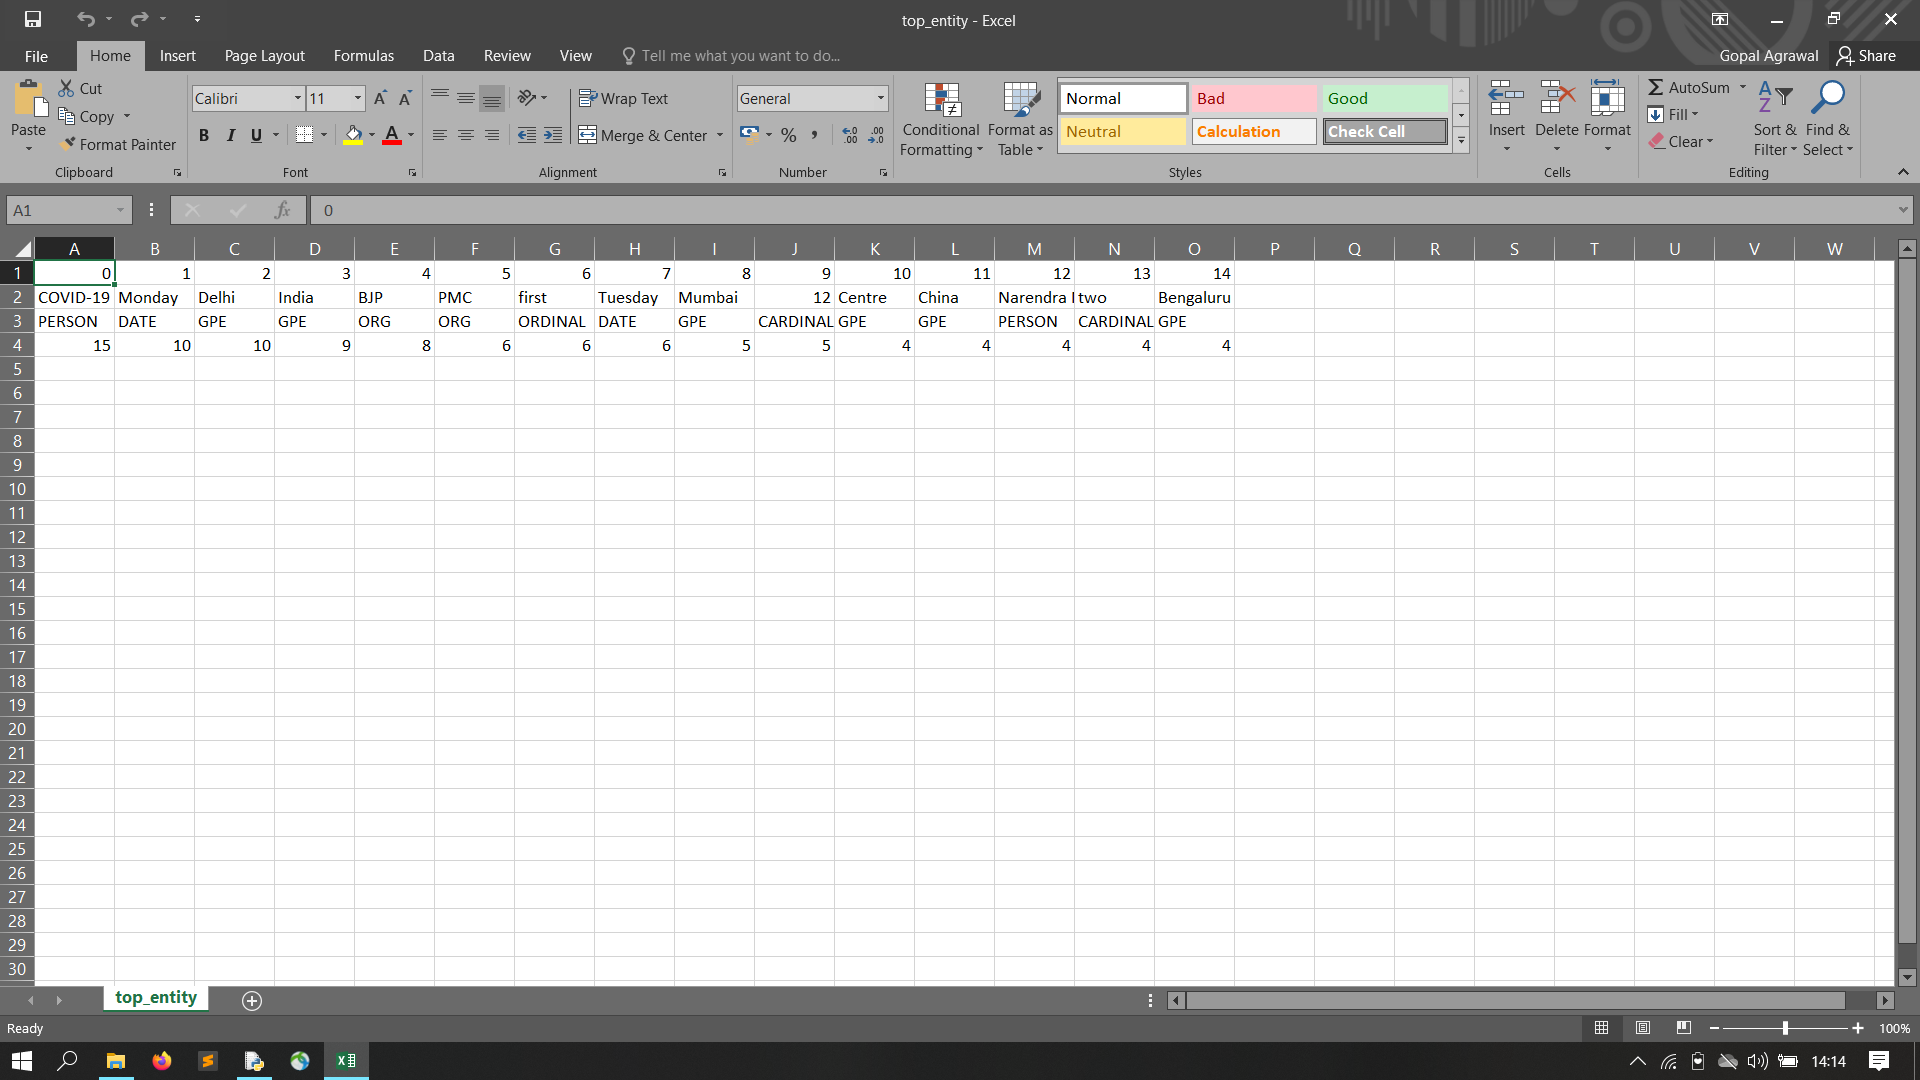 top_entity - Excel
File Home Insert Page Layout Formulas Data Review View Tell me what you want to do... Gopal Agrawal Share
Paste Cut Copy Format Painter Clipboard
Calibri 11 A A B I U A Font
Wrap Text Merge & Center Alignment
General % , .0 .00 .00 .0 Number
Conditional Formatting Format as Table Normal Bad Good Neutral Calculation Check Cell Styles
Insert Delete Format Cells
AutoSum Fill Clear Sort & Filter Find & Select Editing
A1 fx 0
A B C D E F G H I J K L M N O P Q R S T U V W
1 0 1 2 3 4 5 6 7 8 9 10 11 12 13 14
2 COVID-19 Monday Delhi India BJP PMC first Tuesday Mumbai 12 Centre China Narendra two Bengaluru
3 PERSON DATE GPE GPE ORG ORG ORDINAL DATE GPE CARDINAL GPE GPE PERSON CARDINAL GPE
4 15 10 10 9 8 6 6 6 5 5 4 4 4 4 4
5
6
7
8
9
10
11
12
13
14
15
16
17
18
19
20
21
22
23
24
25
26
27
28
29
30
top_entity
Ready 100%
14:14